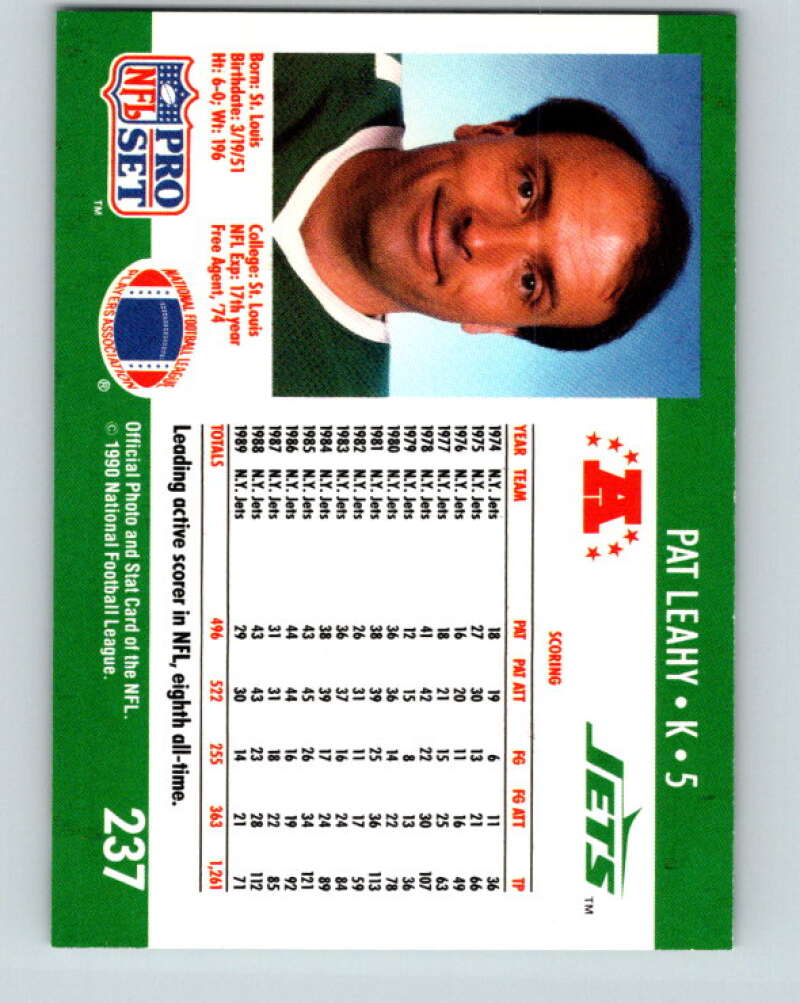 PAT LEAHY • K • 5
A
JETS™
SCORING
YEAR TEAM PAT PAT ATT FG FG ATT TP
1974 N.Y. Jets 18 19 6 11 36
1975 N.Y. Jets 27 30 13 21 66
1976 N.Y. Jets 16 20 11 16 49
1977 N.Y. Jets 18 21 15 25 63
1978 N.Y. Jets 41 42 22 30 107
1979 N.Y. Jets 12 15 8 13 36
1980 N.Y. Jets 36 36 14 22 78
1981 N.Y. Jets 38 39 25 36 113
1982 N.Y. Jets 26 31 11 17 59
1983 N.Y. Jets 36 37 16 24 84
1984 N.Y. Jets 38 39 17 24 89
1985 N.Y. Jets 43 45 26 34 121
1986 N.Y. Jets 44 44 16 19 92
1987 N.Y. Jets 31 31 18 22 85
1988 N.Y. Jets 43 43 23 28 112
1989 N.Y. Jets 29 30 14 21 71
TOTALS 496 522 255 363 1,261
Leading active scorer in NFL, eighth all-time.
Born: St. Louis
Birthdate: 3/19/51
Ht: 6-0; Wt: 196
College: St. Louis
NFL Exp: 17th year
Free Agent, 74
PRO
NFL SET™
NATIONAL FOOTBALL LEAGUE
PLAYERS ASSOCIATION®
Official Photo and Stat Card of the NFL.
© 1990 National Football League.
237